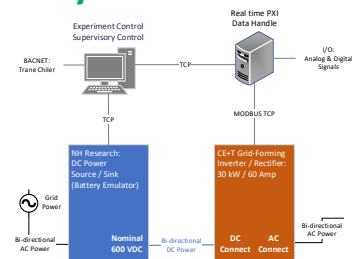 Experiment Control
Supervisory Control
Real time PXI
Data Handle
BACNET:
Trane Chiler
TCP
I/O:
Analog & Digital
Signals
TCP
MODBUS TCP
NH Research:
DC Power
Source / Sink
(Battery Emulator)
CE+T Grid-Forming
Inverter / Rectifier:
30 kW / 60 Amp
Grid
Power
Bi-directional
AC Power
Nominal
600 VDC
Bi-directional
DC Power
DC
Connect
AC
Connect
Bi-directional
AC Power